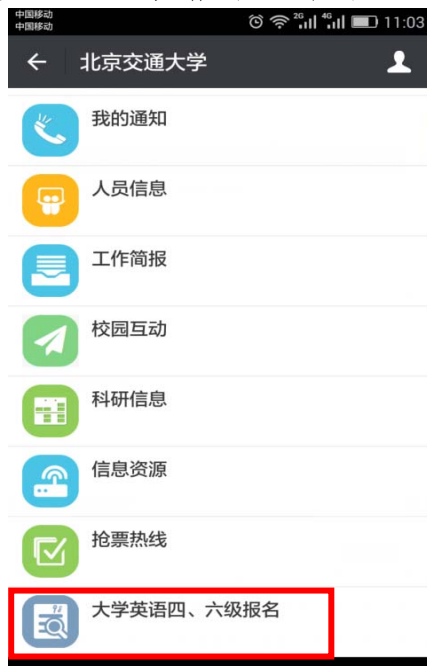 中国移动
中国移动
2G 4G 11:03
北京交通大学
我的通知
人员信息
工作简报
校园互动
科研信息
信息资源
抢票热线
大学英语四、六级报名